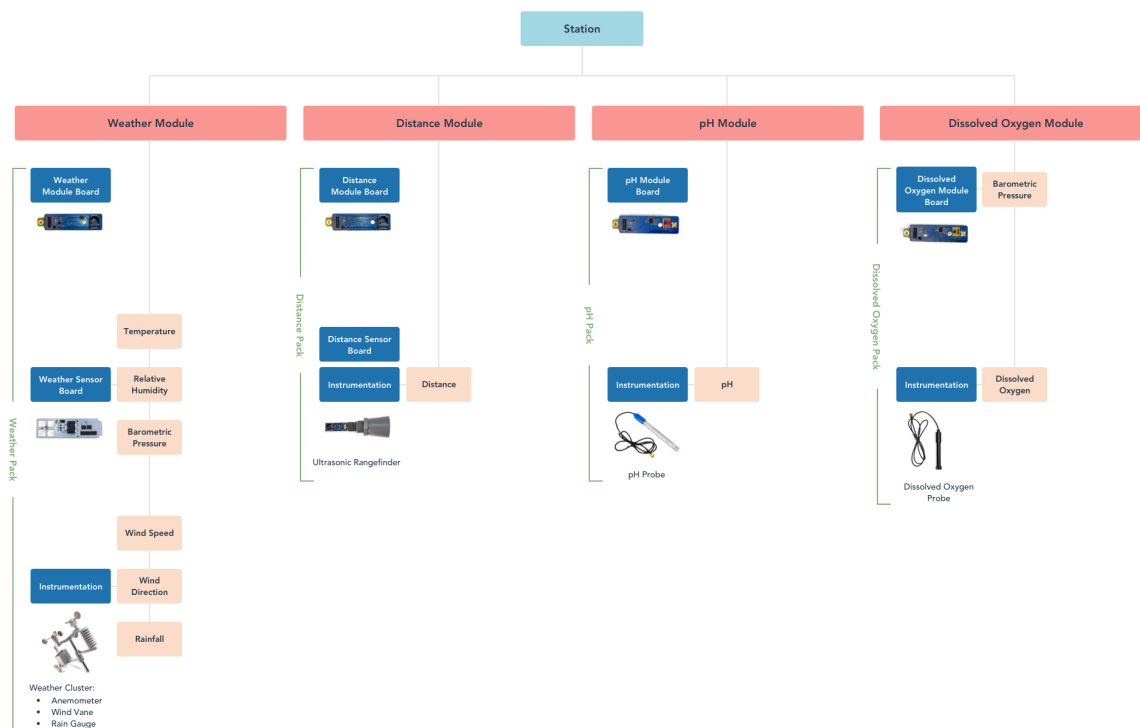 Station
Weather Module
Distance Module
pH Module
Dissolved Oxygen Module
Weather Pack
Weather
Module Board
Temperature
Weather Sensor
Board
Relative
Humidity
Barometric
Pressure
Wind Speed
Instrumentation
Wind
Direction
Rainfall
Weather Cluster:
• Anemometer
• Wind Vane
• Rain Gauge
Distance Pack
Distance
Module Board
Distance Sensor
Board
Instrumentation
Distance
Ultrasonic Rangefinder
pH Pack
pH Module
Board
Instrumentation
pH
pH Probe
Dissolved Oxygen Pack
Dissolved
Oxygen Module
Board
Barometric
Pressure
Instrumentation
Dissolved
Oxygen
Dissolved Oxygen
Probe